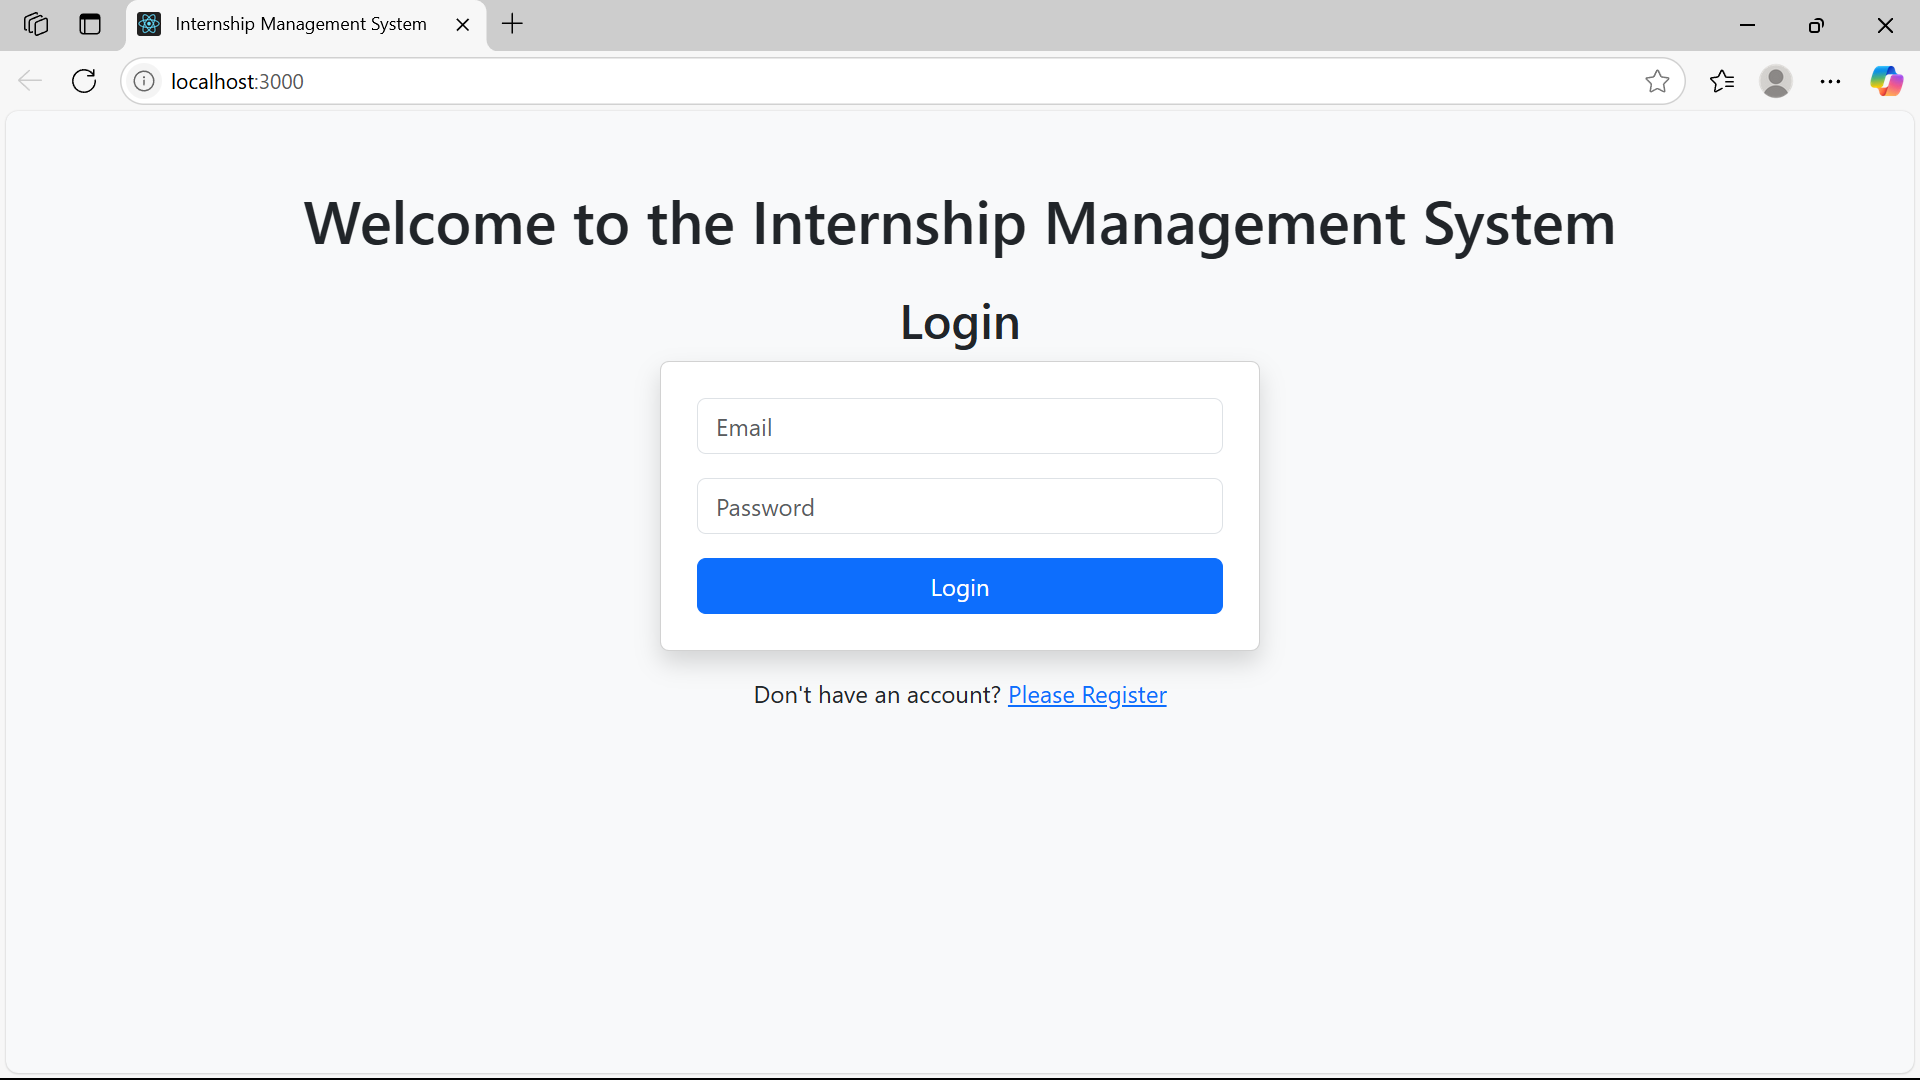 Internship Management System
localhost:3000
Welcome to the Internship Management System
Login
Email
Password
Login
Don't have an account? Please Register